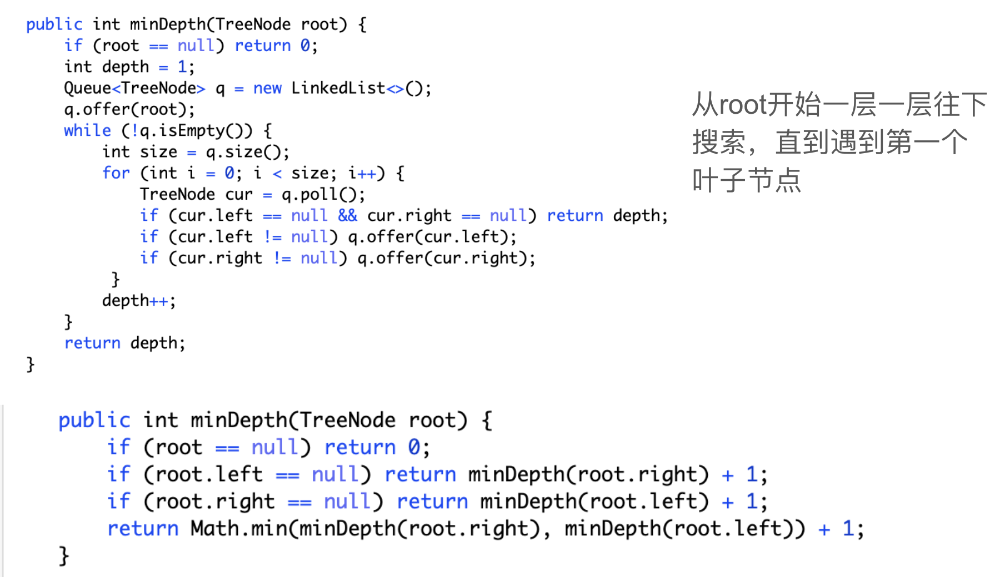 public int minDepth(TreeNode root) {
    if (root == null) return 0;
    int depth = 1;
    Queue<TreeNode> q = new LinkedList<>();
    q.offer(root);
    while (!q.isEmpty()) {
        int size = q.size();
        for (int i = 0; i < size; i++) {
            TreeNode cur = q.poll();
            if (cur.left == null && cur.right == null) return depth;
            if (cur.left != null) q.offer(cur.left);
            if (cur.right != null) q.offer(cur.right);
         }
        depth++;
    }
    return depth;
}
从root开始一层一层往下
搜索，直到遇到第一个
叶子节点
public int minDepth(TreeNode root) {
    if (root == null) return 0;
    if (root.left == null) return minDepth(root.right) + 1;
    if (root.right == null) return minDepth(root.left) + 1;
    return Math.min(minDepth(root.right), minDepth(root.left)) + 1;
}